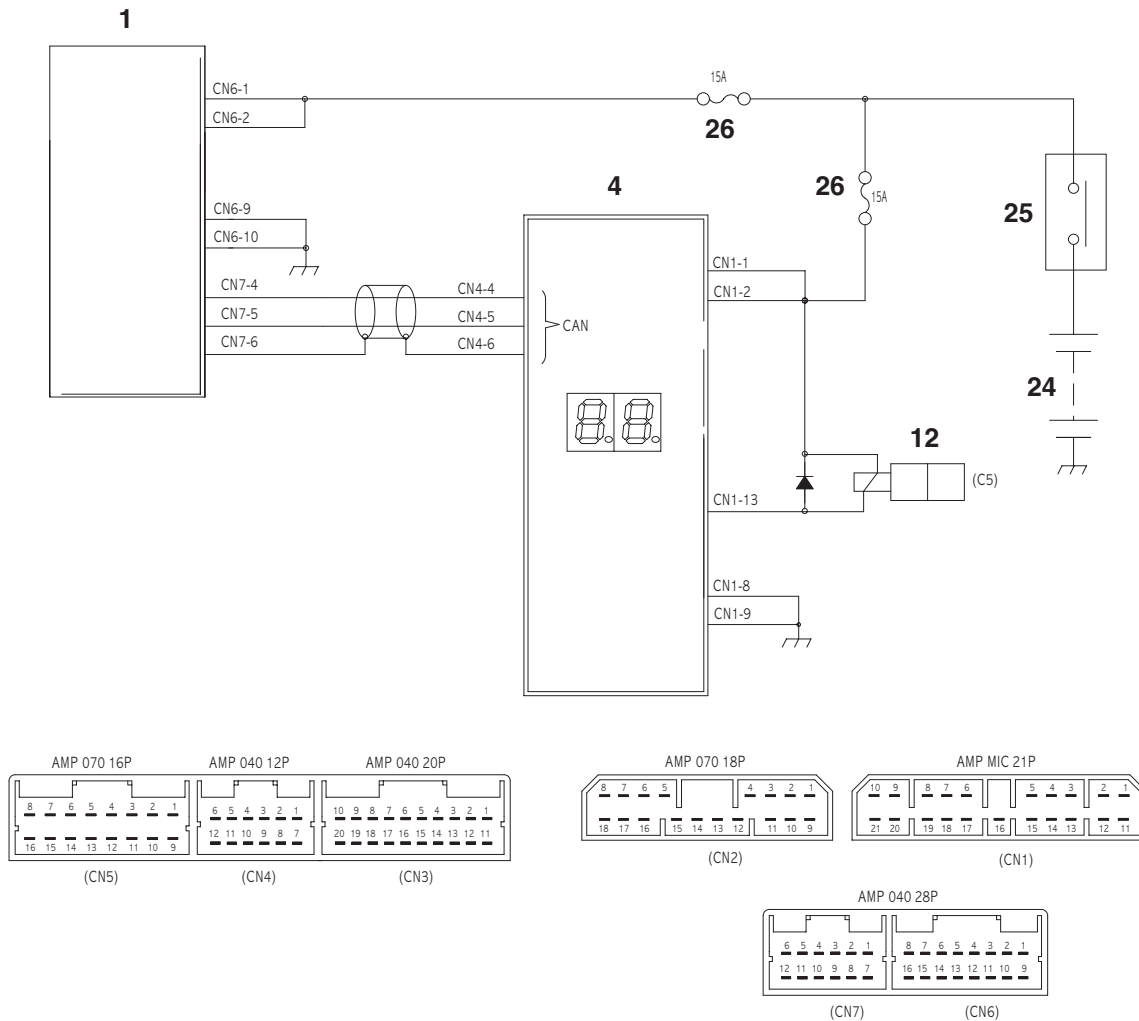 1
CN6-1
CN6-2
15A
26
4
26
15A
25
CN6-9
CN6-10
CN1-1
CN1-2
CN7-4
CN4-4
CN7-5
CN4-5
CAN
CN7-6
CN4-6
24
8.8.
12
(C5)
CN1-13
CN1-8
CN1-9
AMP 070 16P
AMP 040 12P
AMP 040 20P
8 7 6 5 4 3 2 1
6 5 4 3 2 1
10 9 8 7 6 5 4 3 2 1
16 15 14 13 12 11 10 9
12 11 10 9 8 7
20 19 18 17 16 15 14 13 12 11
(CN5)
(CN4)
(CN3)
AMP 070 18P
AMP MIC 21P
8 7 6 5 4 3 2 1
10 9 8 7 6 5 4 3 2 1
18 17 16 15 14 13 12 11 10 9
21 20 19 18 17 16 15 14 13 12 11
(CN2)
(CN1)
AMP 040 28P
6 5 4 3 2 1
8 7 6 5 4 3 2 1
12 11 10 9 8 7
16 15 14 13 12 11 10 9
(CN7)
(CN6)